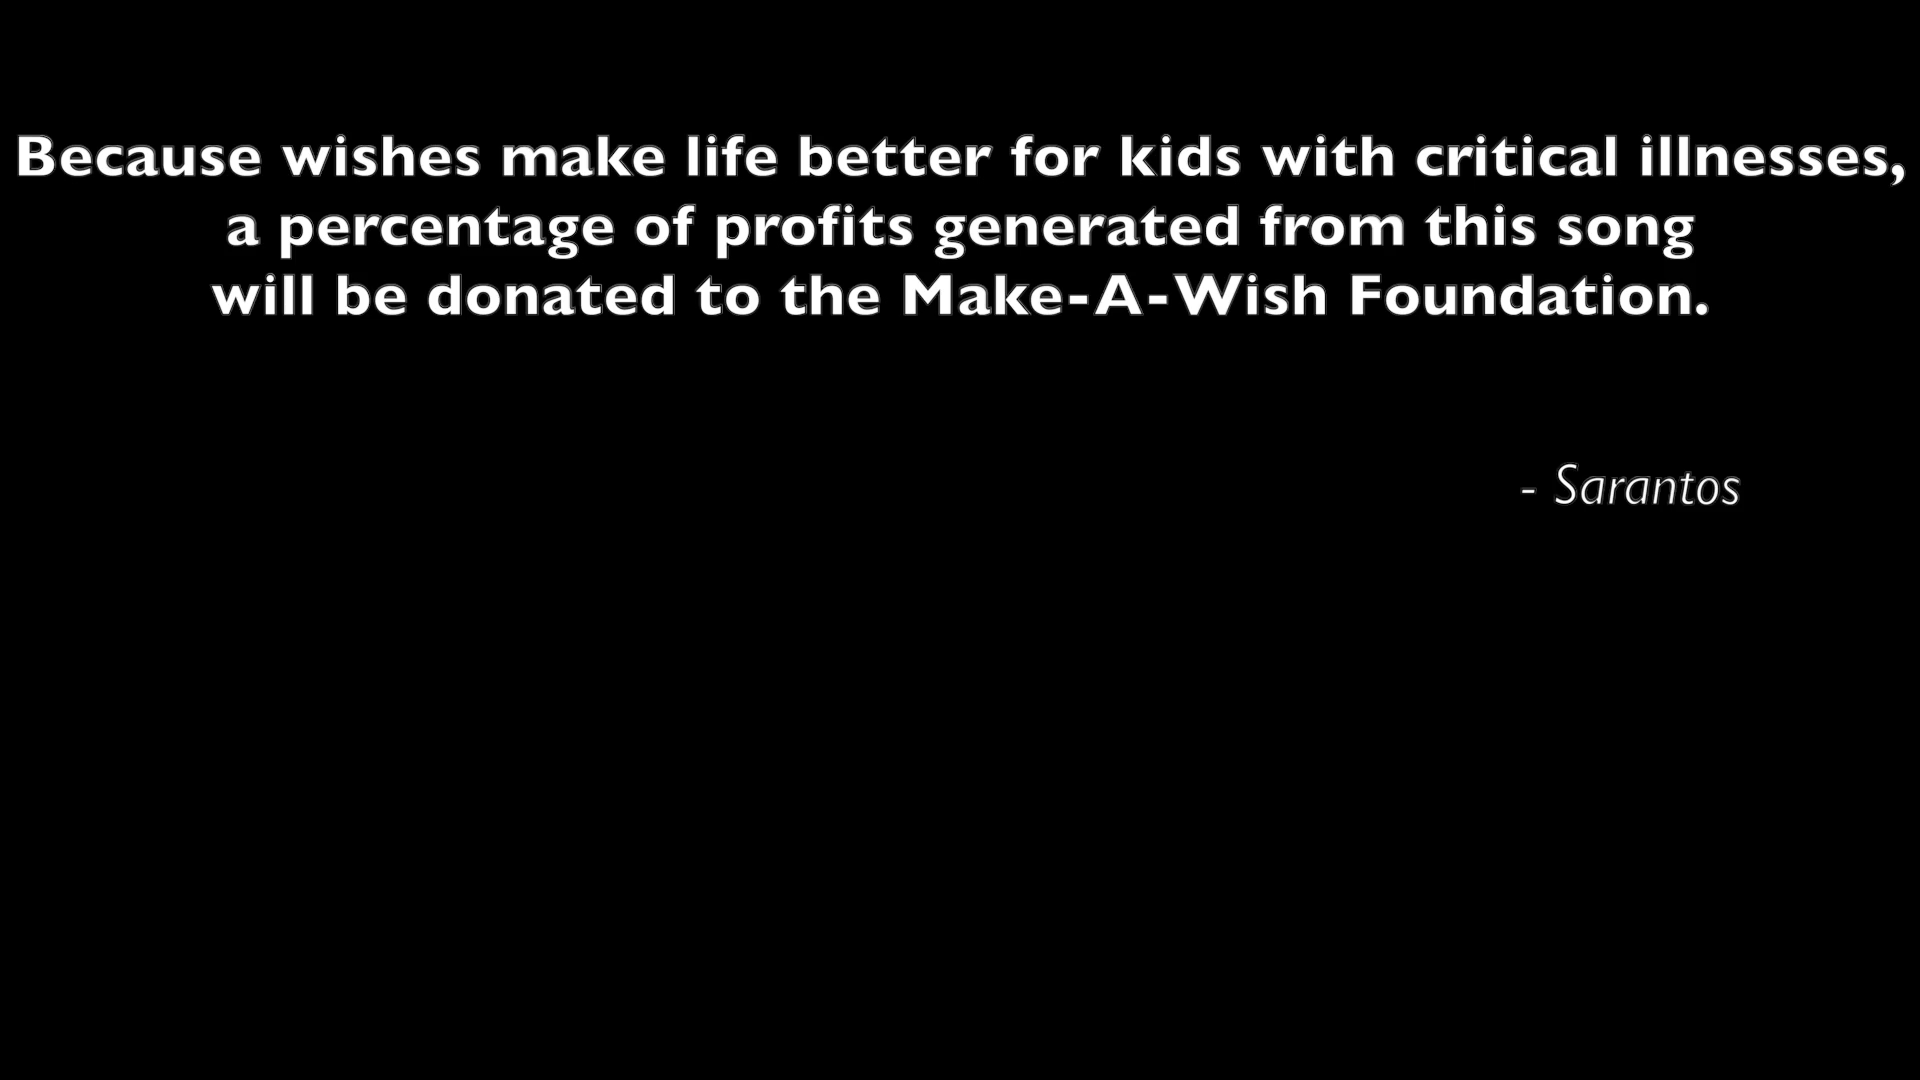 Because wishes make life better for kids with critical illnesses,
a percentage of profits generated from this song
will be donated to the Make-A-Wish Foundation.
- Sarantos